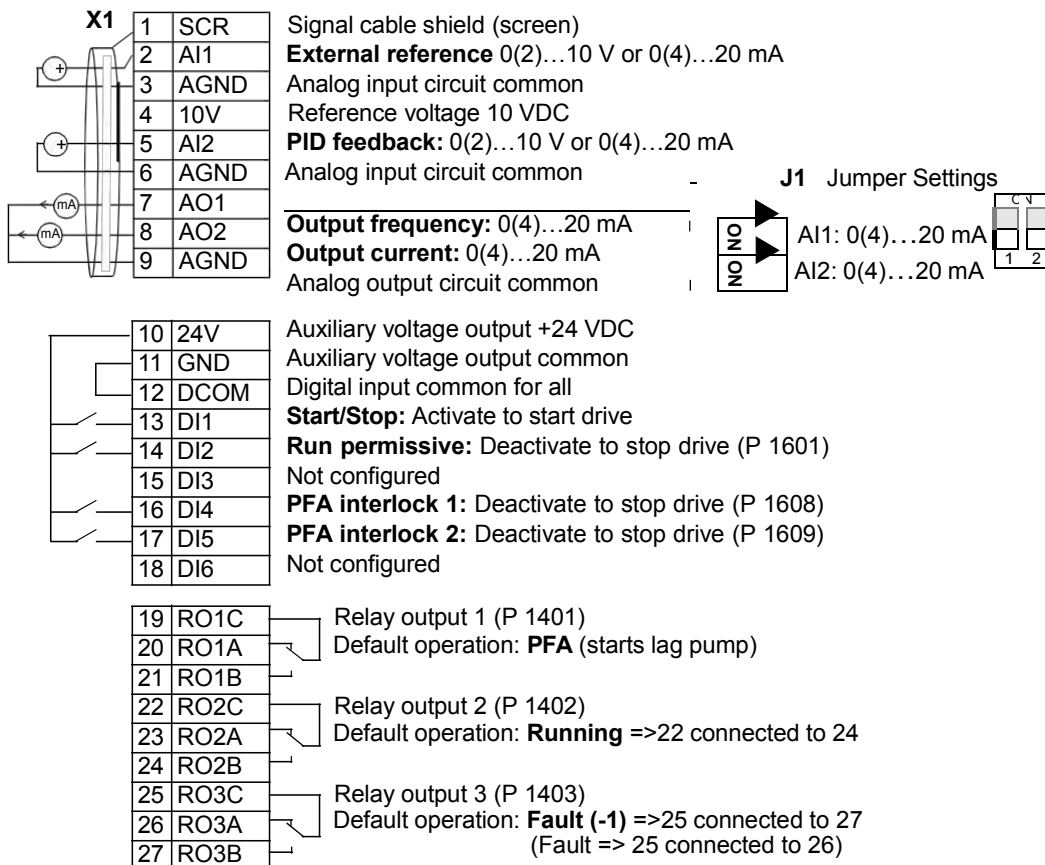 X1
1 SCR Signal cable shield (screen)
2 AI1 External reference 0(2)…10 V or 0(4)…20 mA
3 AGND Analog input circuit common
4 10V Reference voltage 10 VDC
5 AI2 PID feedback: 0(2)…10 V or 0(4)…20 mA
6 AGND Analog input circuit common
7 AO1 Output frequency: 0(4)…20 mA
8 AO2 Output current: 0(4)…20 mA
9 AGND Analog output circuit common
+
+
mA
mA
J1 Jumper Settings
ON AI1: 0(4)…20 mA
ON AI2: 0(4)…20 mA
1 2
10 24V Auxiliary voltage output +24 VDC
11 GND Auxiliary voltage output common
12 DCOM Digital input common for all
13 DI1 Start/Stop: Activate to start drive
14 DI2 Run permissive: Deactivate to stop drive (P 1601)
15 DI3 Not configured
16 DI4 PFA interlock 1: Deactivate to stop drive (P 1608)
17 DI5 PFA interlock 2: Deactivate to stop drive (P 1609)
18 DI6 Not configured
19 RO1C Relay output 1 (P 1401)
20 RO1A Default operation: PFA (starts lag pump)
21 RO1B
22 RO2C Relay output 2 (P 1402)
23 RO2A Default operation: Running =>22 connected to 24
24 RO2B
25 RO3C Relay output 3 (P 1403)
26 RO3A Default operation: Fault (-1) =>25 connected to 27
27 RO3B (Fault => 25 connected to 26)